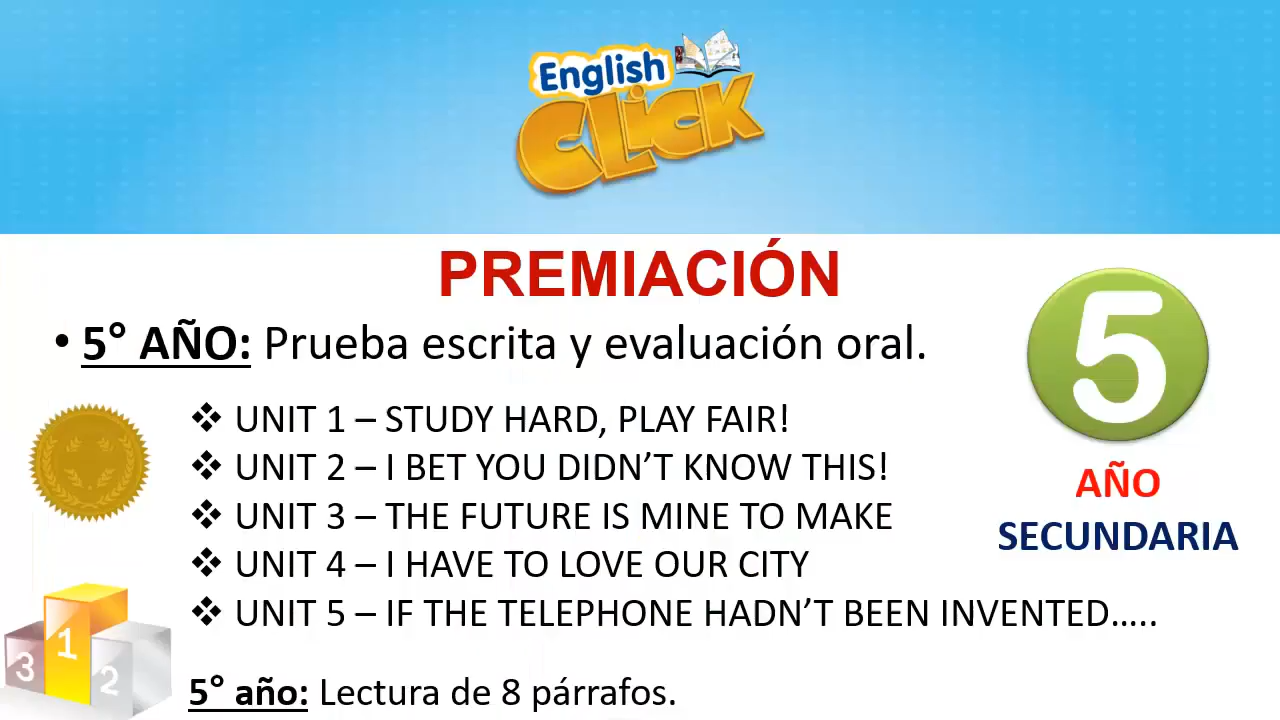 English
CLiCK
PREMIACIÓN
• 5° AÑO: Prueba escrita y evaluación oral.
5
❖ UNIT 1 – STUDY HARD, PLAY FAIR!
❖ UNIT 2 – I BET YOU DIDN’T KNOW THIS!
AÑO
❖ UNIT 3 – THE FUTURE IS MINE TO MAKE
SECUNDARIA
❖ UNIT 4 – I HAVE TO LOVE OUR CITY
❖ UNIT 5 – IF THE TELEPHONE HADN’T BEEN INVENTED.....
3 1 2
5° año: Lectura de 8 párrafos.